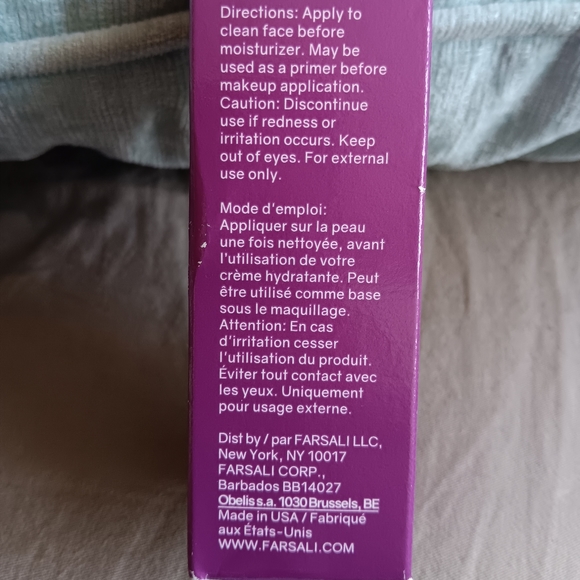 Directions: Apply to
clean face before
moisturizer. May be
used as a primer before
makeup application.
Caution: Discontinue
use if redness or
irritation occurs. Keep
out of eyes. For external
use only.
Mode d'emploi:
Appliquer sur la peau
une fois nettoyée, avant
l'utilisation de votre
crème hydratante. Peut
être utilisé comme base
sous le maquillage.
Attention: En cas
d'irritation cesser
l'utilisation du produit.
Éviter tout contact avec
les yeux. Uniquement
pour usage externe.
Dist by / par FARSALI LLC,
New York, NY 10017
FARSALI CORP.,
Barbados BB14027
Obelis s.a. 1030 Brussels, BE
Made in USA / Fabriqué
aux États-Unis
WWW.FARSALI.COM